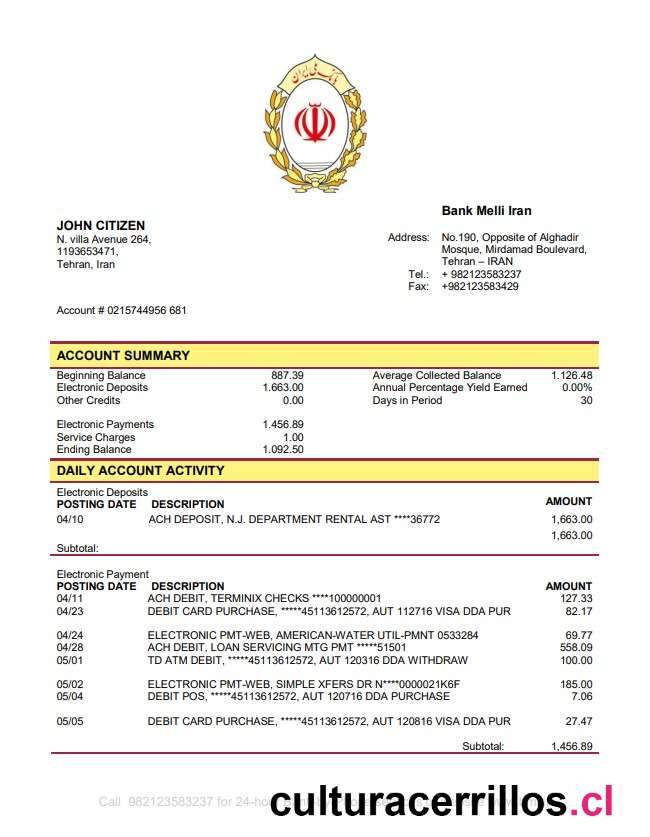 بانک ملی ایران
Bank Melli Iran
JOHN CITIZEN
N. villa Avenue 264,
1193653471,
Tehran, Iran
Address: No.190, Opposite of Alghadir
Mosque, Mirdamad Boulevard,
Tehran – IRAN
Tel.: + 982123583237
Fax: +982123583429
Account # 0215744956 681
ACCOUNT SUMMARY
Beginning Balance 887.39 Average Collected Balance 1.126.48
Electronic Deposits 1.663.00 Annual Percentage Yield Earned 0.00%
Other Credits 0.00 Days in Period 30
Electronic Payments 1.456.89
Service Charges 1.00
Ending Balance 1.092.50
DAILY ACCOUNT ACTIVITY
Electronic Deposits
POSTING DATE DESCRIPTION AMOUNT
04/10 ACH DEPOSIT, N.J. DEPARTMENT RENTAL AST ****36772 1,663.00
1,663.00
Subtotal:
Electronic Payment
POSTING DATE DESCRIPTION AMOUNT
04/11 ACH DEBIT, TERMINIX CHECKS ****100000001 127.33
04/23 DEBIT CARD PURCHASE, *****45113612572, AUT 112716 VISA DDA PUR 82.17
04/24 ELECTRONIC PMT-WEB, AMERICAN-WATER UTIL-PMNT 0533284 69.77
04/28 ACH DEBIT, LOAN SERVICING MTG PMT *****51501 558.09
05/01 TD ATM DEBIT, *****45113612572, AUT 120316 DDA WITHDRAW 100.00
05/02 ELECTRONIC PMT-WEB, SIMPLE XFERS DR N****0000021K6F 185.00
05/04 DEBIT POS, *****45113612572, AUT 120716 DDA PURCHASE 7.06
05/05 DEBIT CARD PURCHASE, *****45113612572, AUT 120816 VISA DDA PUR 27.47
Subtotal: 1,456.89
Call 982123583237 for 24-hour
culturacerrillos.cl